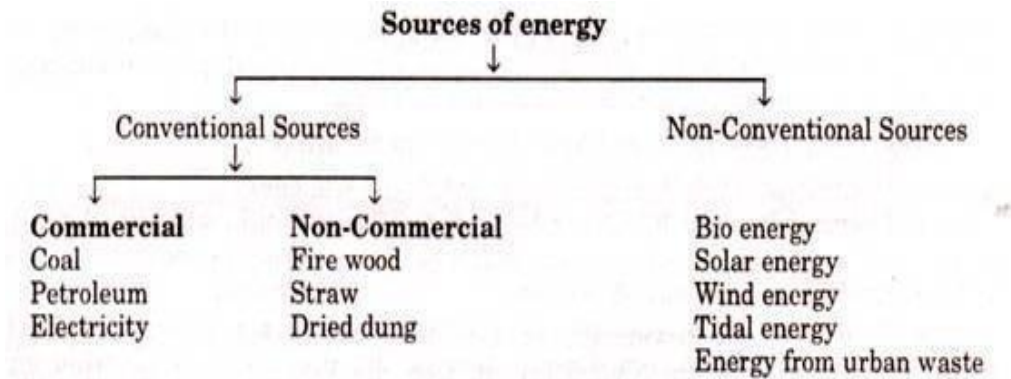 Sources of energy
Conventional Sources
Non-Conventional Sources
Commercial
Coal
Petroleum
Electricity
Non-Commercial
Fire wood
Straw
Dried dung
Bio energy
Solar energy
Wind energy
Tidal energy
Energy from urban waste